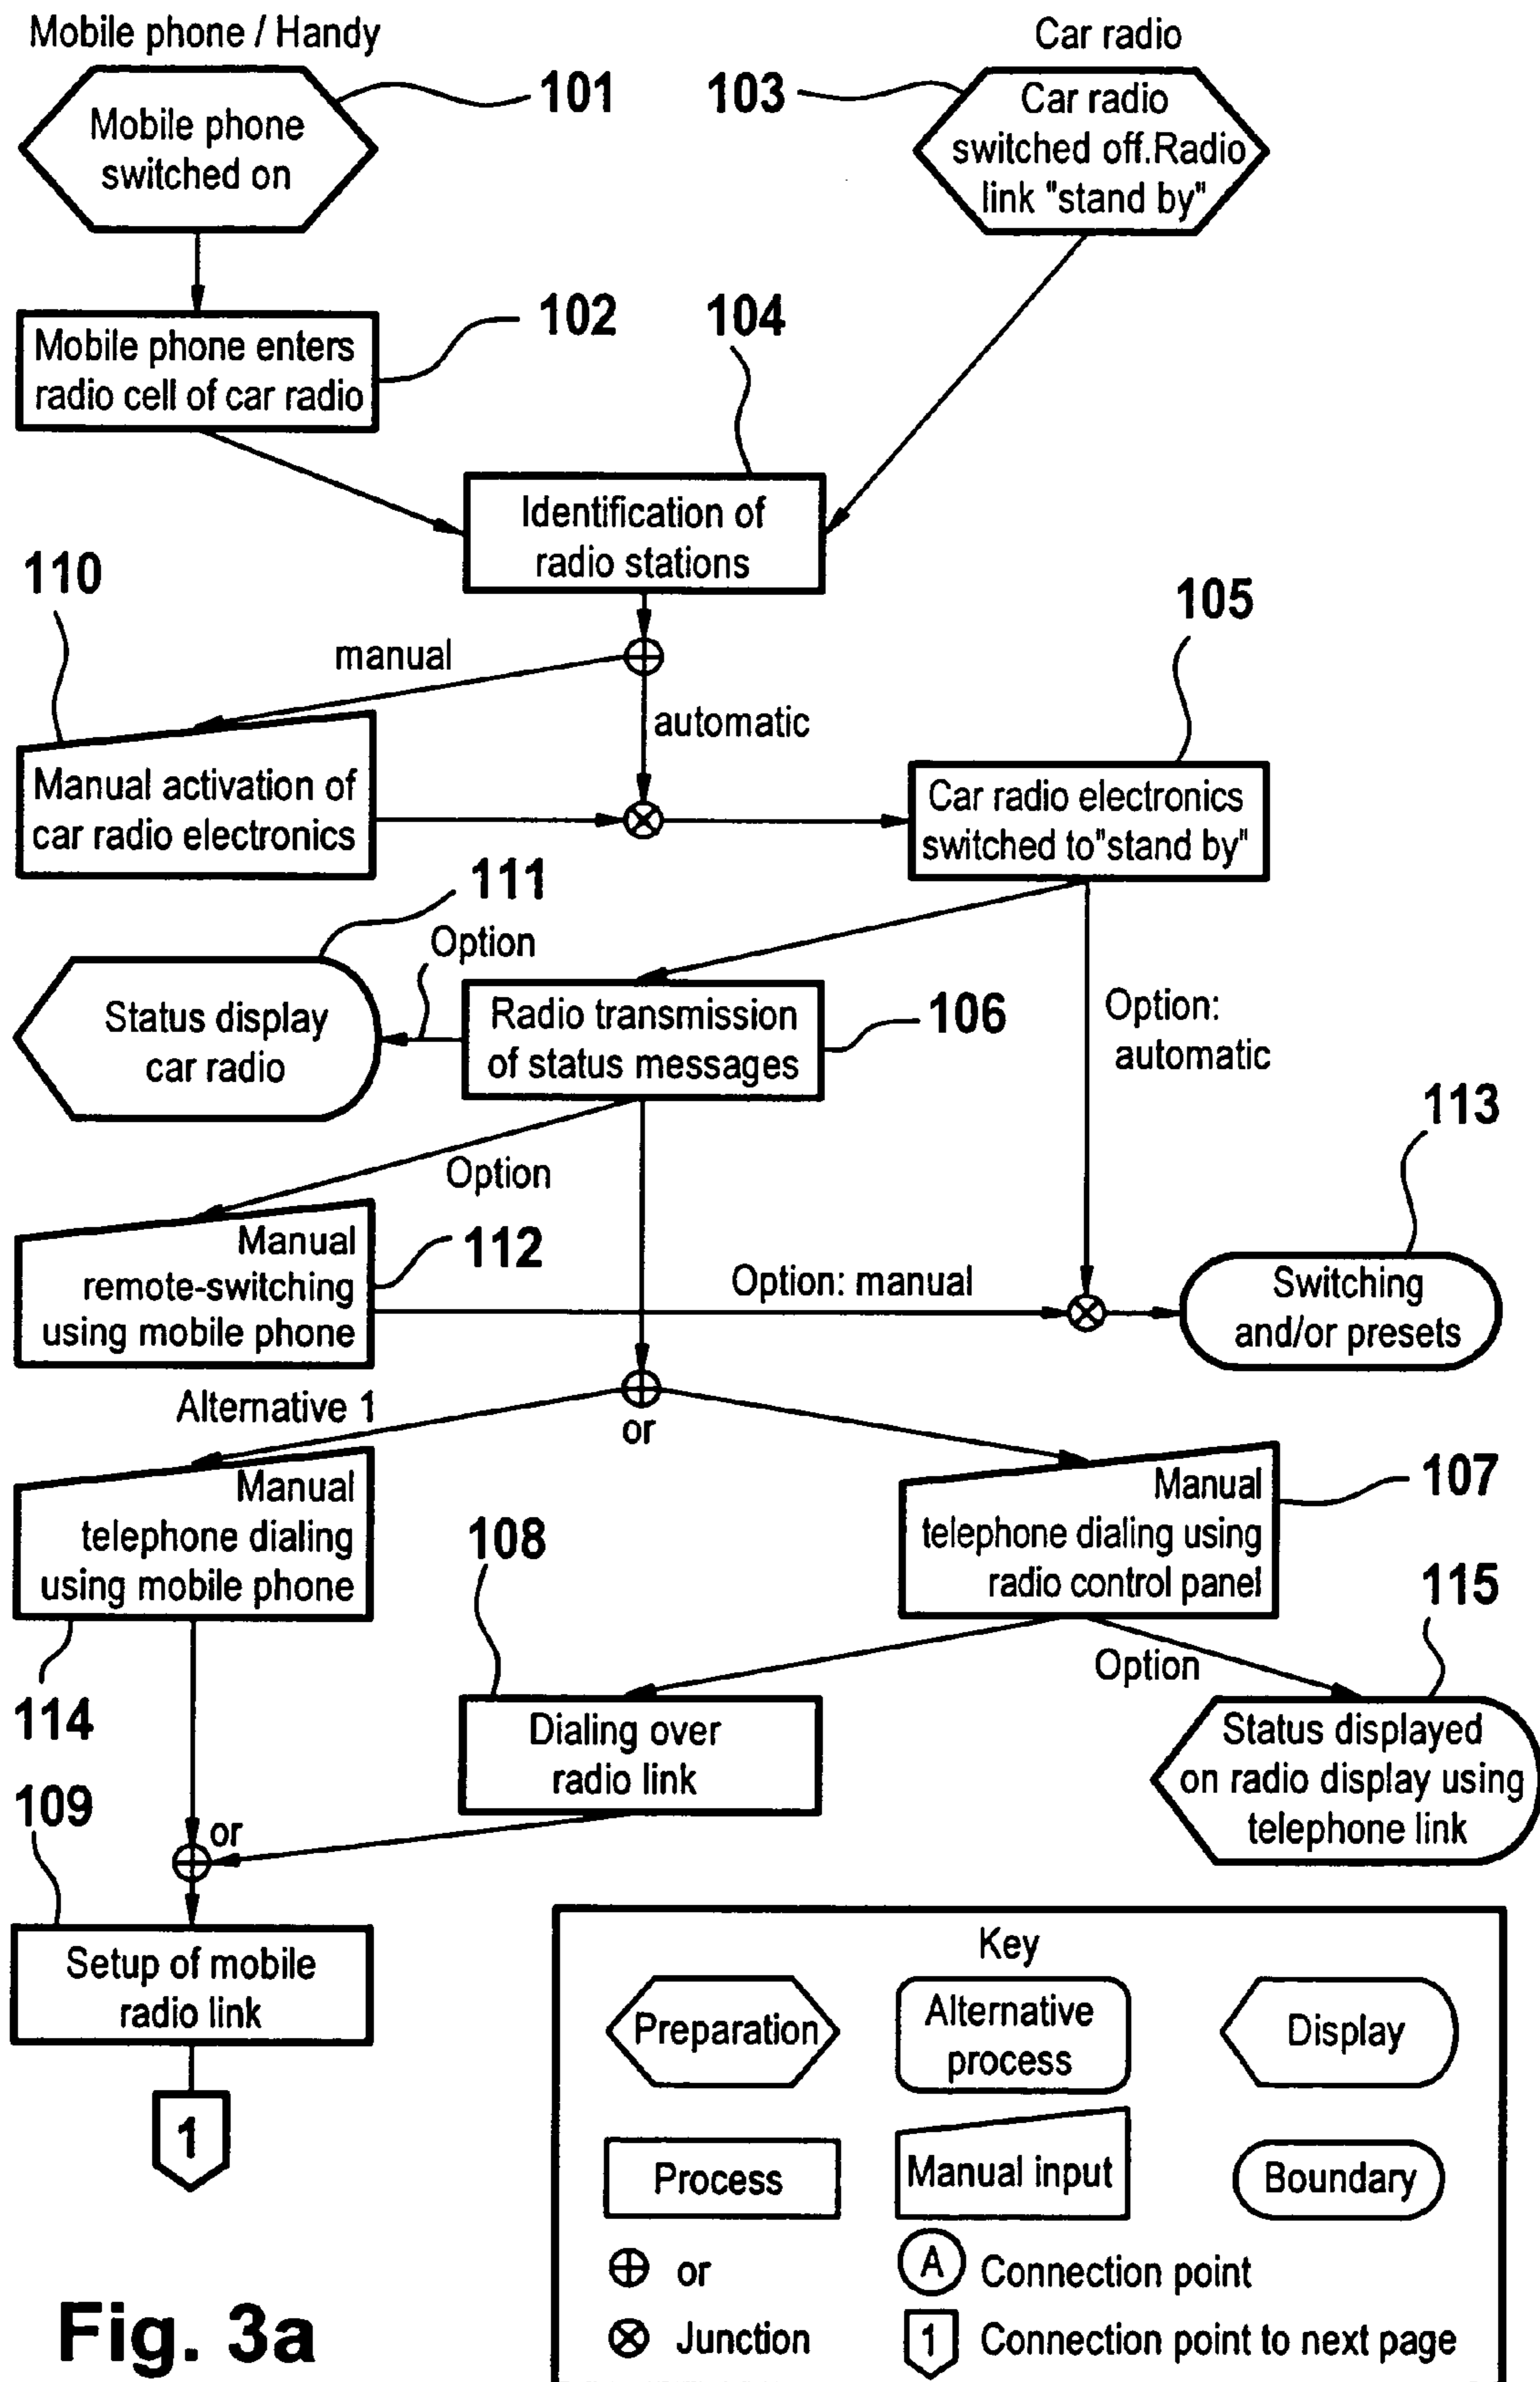 Mobile phone / Handy
Car radio
Mobile phone
switched on
101
103
Car radio
switched off.Radio
link "stand by"
102
104
Mobile phone enters
radio cell of car radio
Identification of
radio stations
110
105
manual
automatic
Manual activation of
car radio electronics
Car radio electronics
switched to"stand by"
111
Option
Status display
car radio
Radio transmission
of status messages
106
Option:
automatic
113
Option
Manual
remote-switching
using mobile phone
112
Option: manual
Switching
and/or presets
Alternative 1
or
Manual
telephone dialing
using mobile phone
108
Manual
telephone dialing using
radio control panel
107
115
114
Option
Dialing over
radio link
Status displayed
on radio display using
telephone link
109
or
Setup of mobile
radio link
1
Key
Preparation
Alternative
process
Display
Process
Manual input
Boundary
or
A
Connection point
Junction
1
Connection point to next page
Fig. 3a